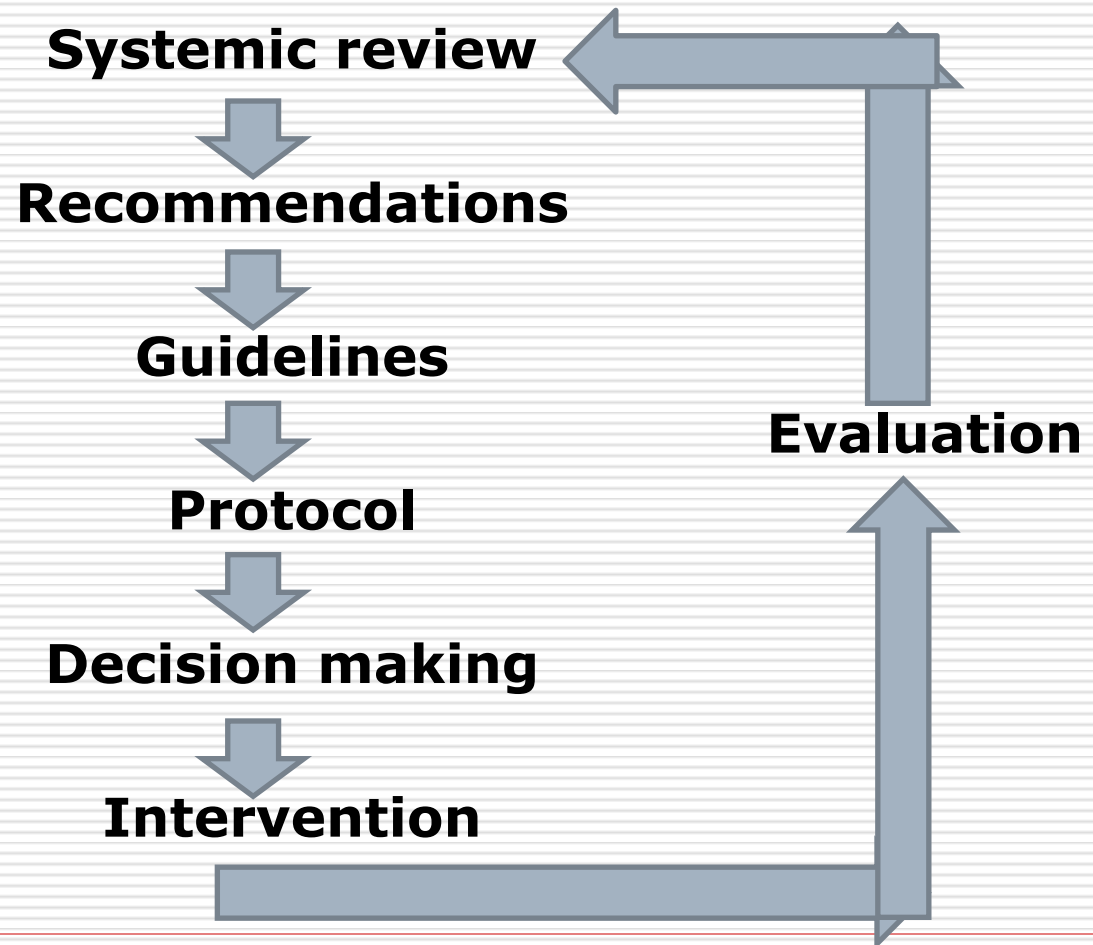 Systemic review
Recommendations
Guidelines
Evaluation
Protocol
Decision making
Intervention